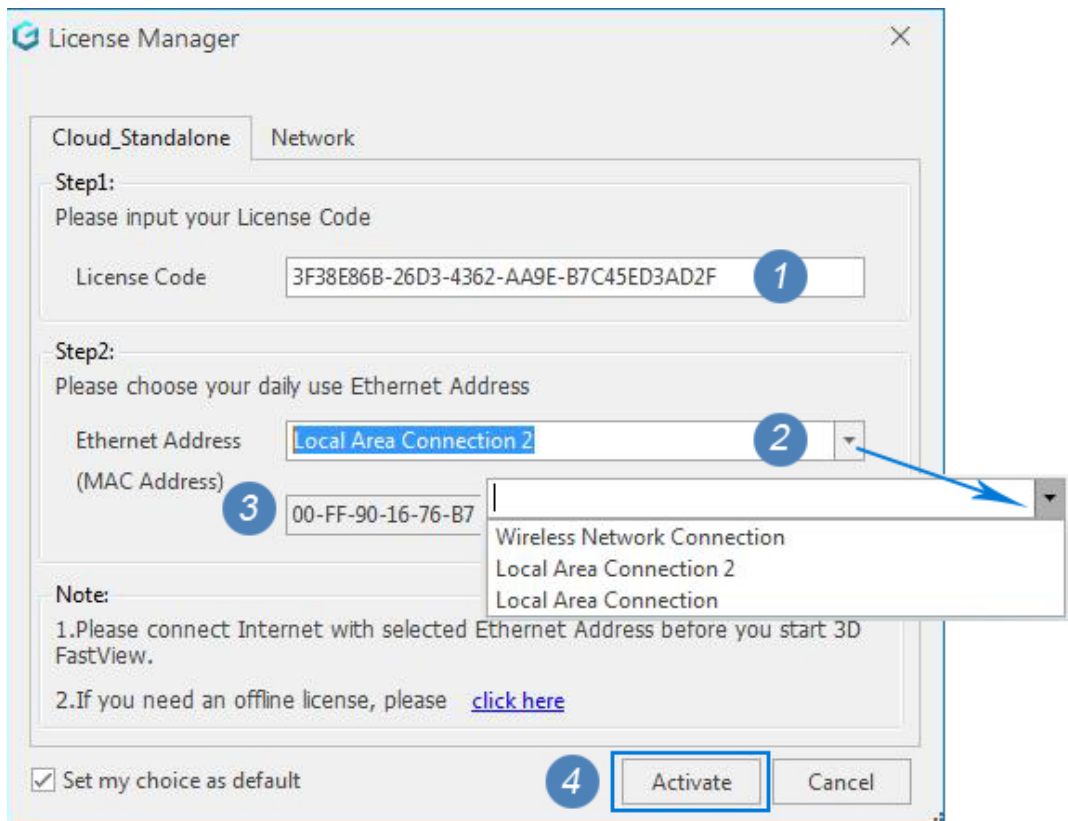 License Manager
Cloud_Standalone
Network
Step1:
Please input your License Code
License Code
3F38E86B-26D3-4362-AA9E-B7C45ED3AD2F
1
Step2:
Please choose your daily use Ethernet Address
Ethernet Address
Local Area Connection 2
2
(MAC Address)
3
00-FF-90-16-76-B7
Wireless Network Connection
Local Area Connection 2
Local Area Connection
Note:
1.Please connect Internet with selected Ethernet Address before you start 3D
FastView.
2.If you need an offline license, please click here
Set my choice as default
4
Activate
Cancel